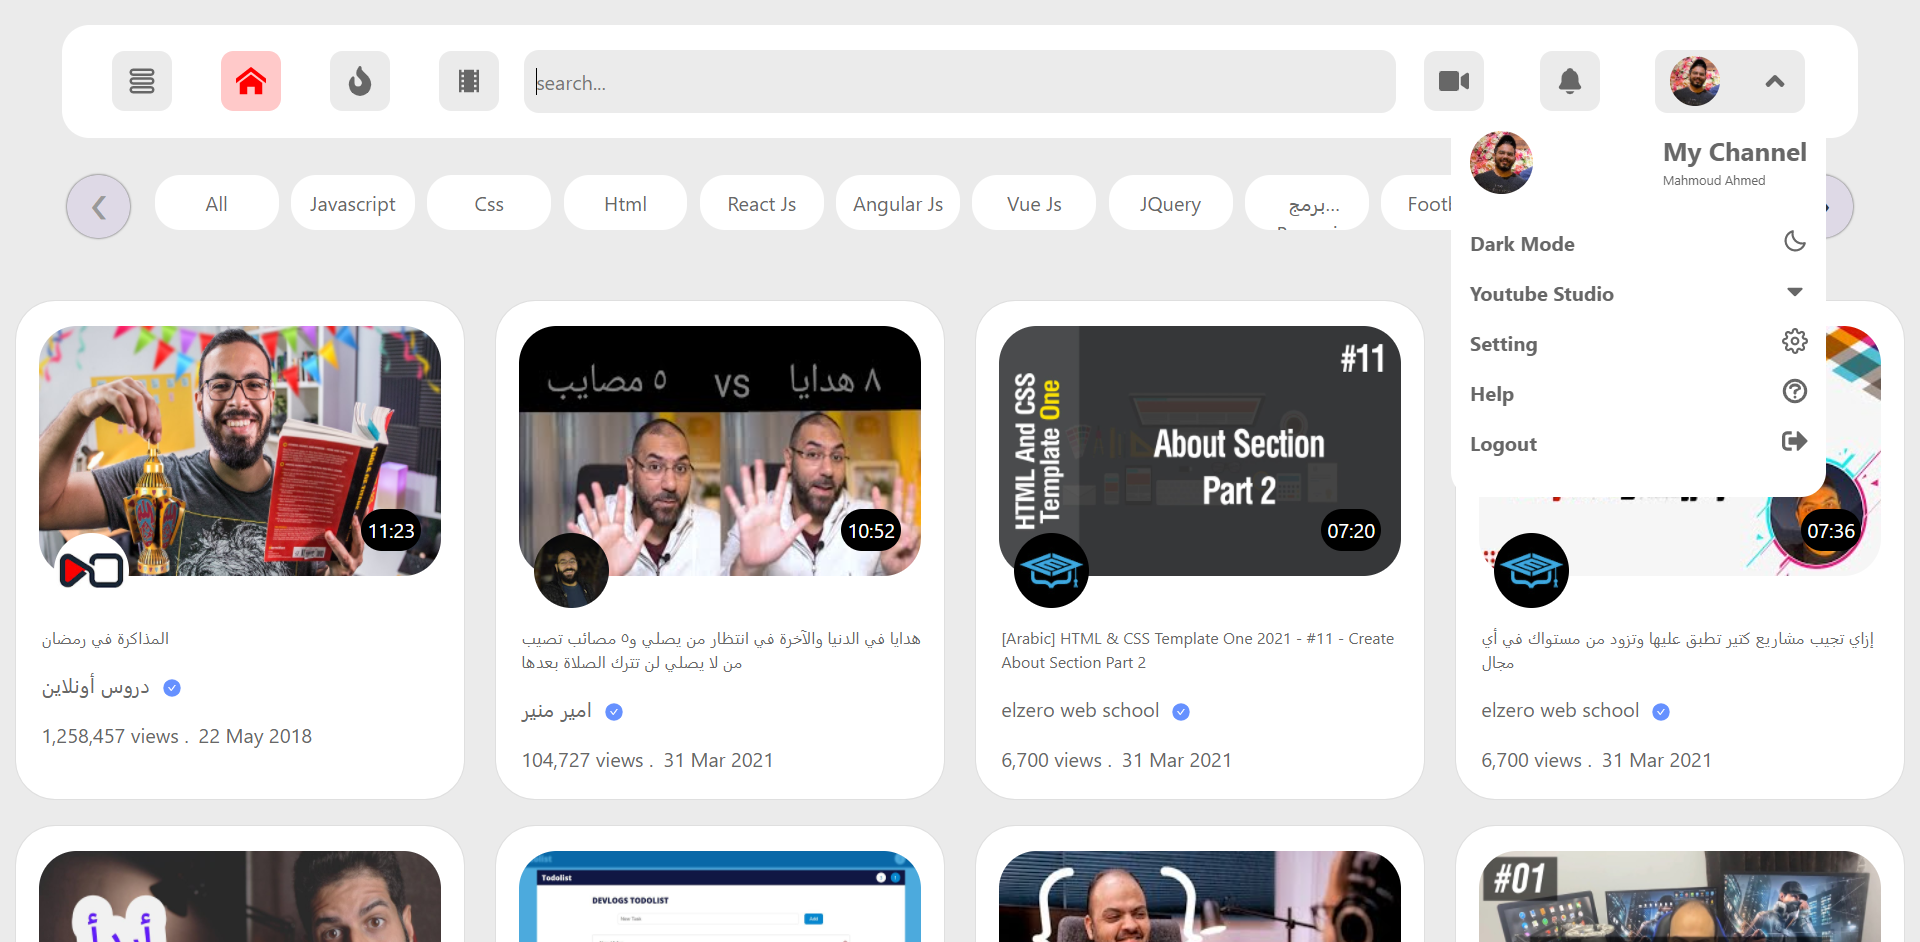 search...
My Channel
Mahmoud Ahmed
Dark Mode
Youtube Studio
Setting
Help
Logout
All
Javascript
Css
Html
React Js
Angular Js
Vue Js
JQuery
برمج...
Footl
11:23
المذاكرة في رمضان
دروس أونلاين
1,258,457 views . 22 May 2018
٨ هدايا VS ٥ مصايب
10:52
هدايا في الدنيا والآخرة في انتظار من يصلي و٥ مصائب تصيب
من لا يصلي لن تترك الصلاة بعدها
امير منير
104,727 views . 31 Mar 2021
HTML And CSS
Template One
#11
About Section
Part 2
07:20
[Arabic] HTML & CSS Template One 2021 - #11 - Create
About Section Part 2
elzero web school
6,700 views . 31 Mar 2021
07:36
إزاي تجيب مشاريع كتير تطبق عليها وتزود من مستواك في أي
مجال
elzero web school
6,700 views . 31 Mar 2021
أبدأ
Todolist
DEVLOGS TODOLIST
New Task
Add
#01